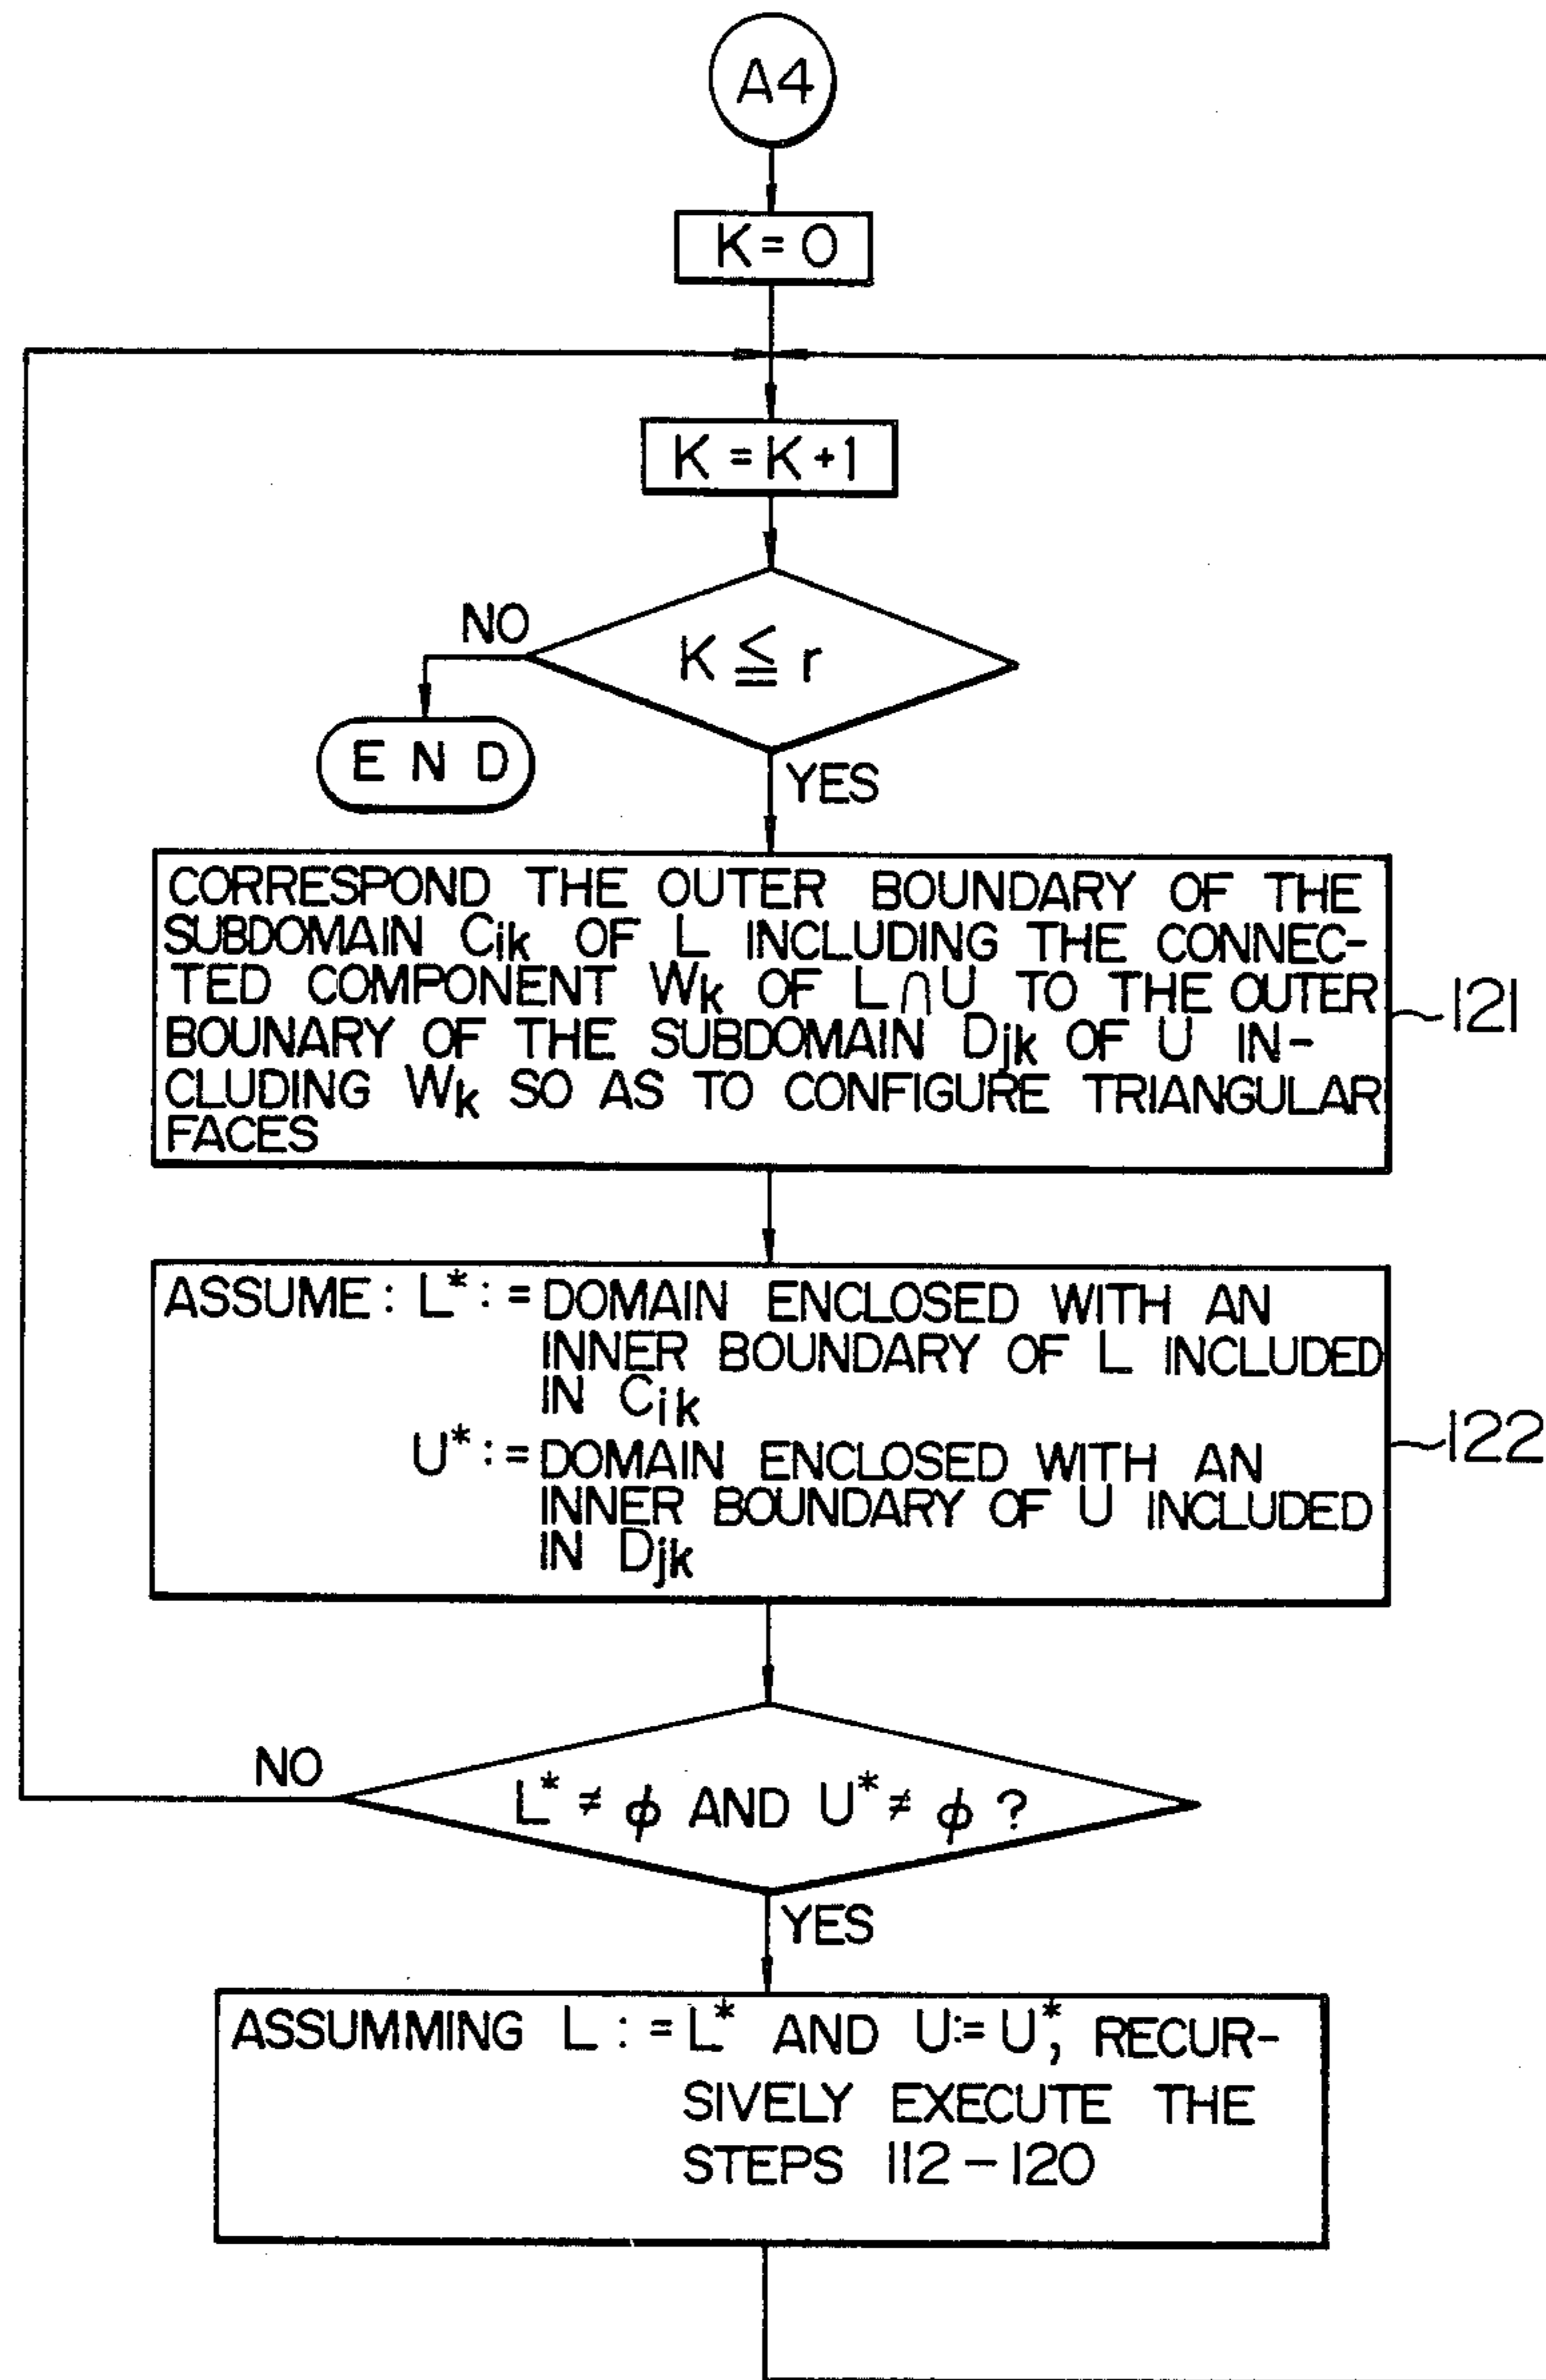 A4
K=0
K=K+1
NO
K ≦ r
END
YES
CORRESPOND THE OUTER BOUNDARY OF THE
SUBDOMAIN Cik OF L INCLUDING THE CONNEC-
TED COMPONENT Wk OF L∩U TO THE OUTER
BOUNARY OF THE SUBDOMAIN Djk OF U IN-
CLUDING Wk SO AS TO CONFIGURE TRIANGULAR
FACES
121
ASSUME: L*:= DOMAIN ENCLOSED WITH AN
INNER BOUNDARY OF L INCLUDED
IN Cik
U*:= DOMAIN ENCLOSED WITH AN
INNER BOUNDARY OF U INCLUDED
IN Djk
122
NO
L* ≠ φ AND U* ≠ φ ?
YES
ASSUMMING L:=L* AND U:=U*, RECUR-
SIVELY EXECUTE THE
STEPS 112-120